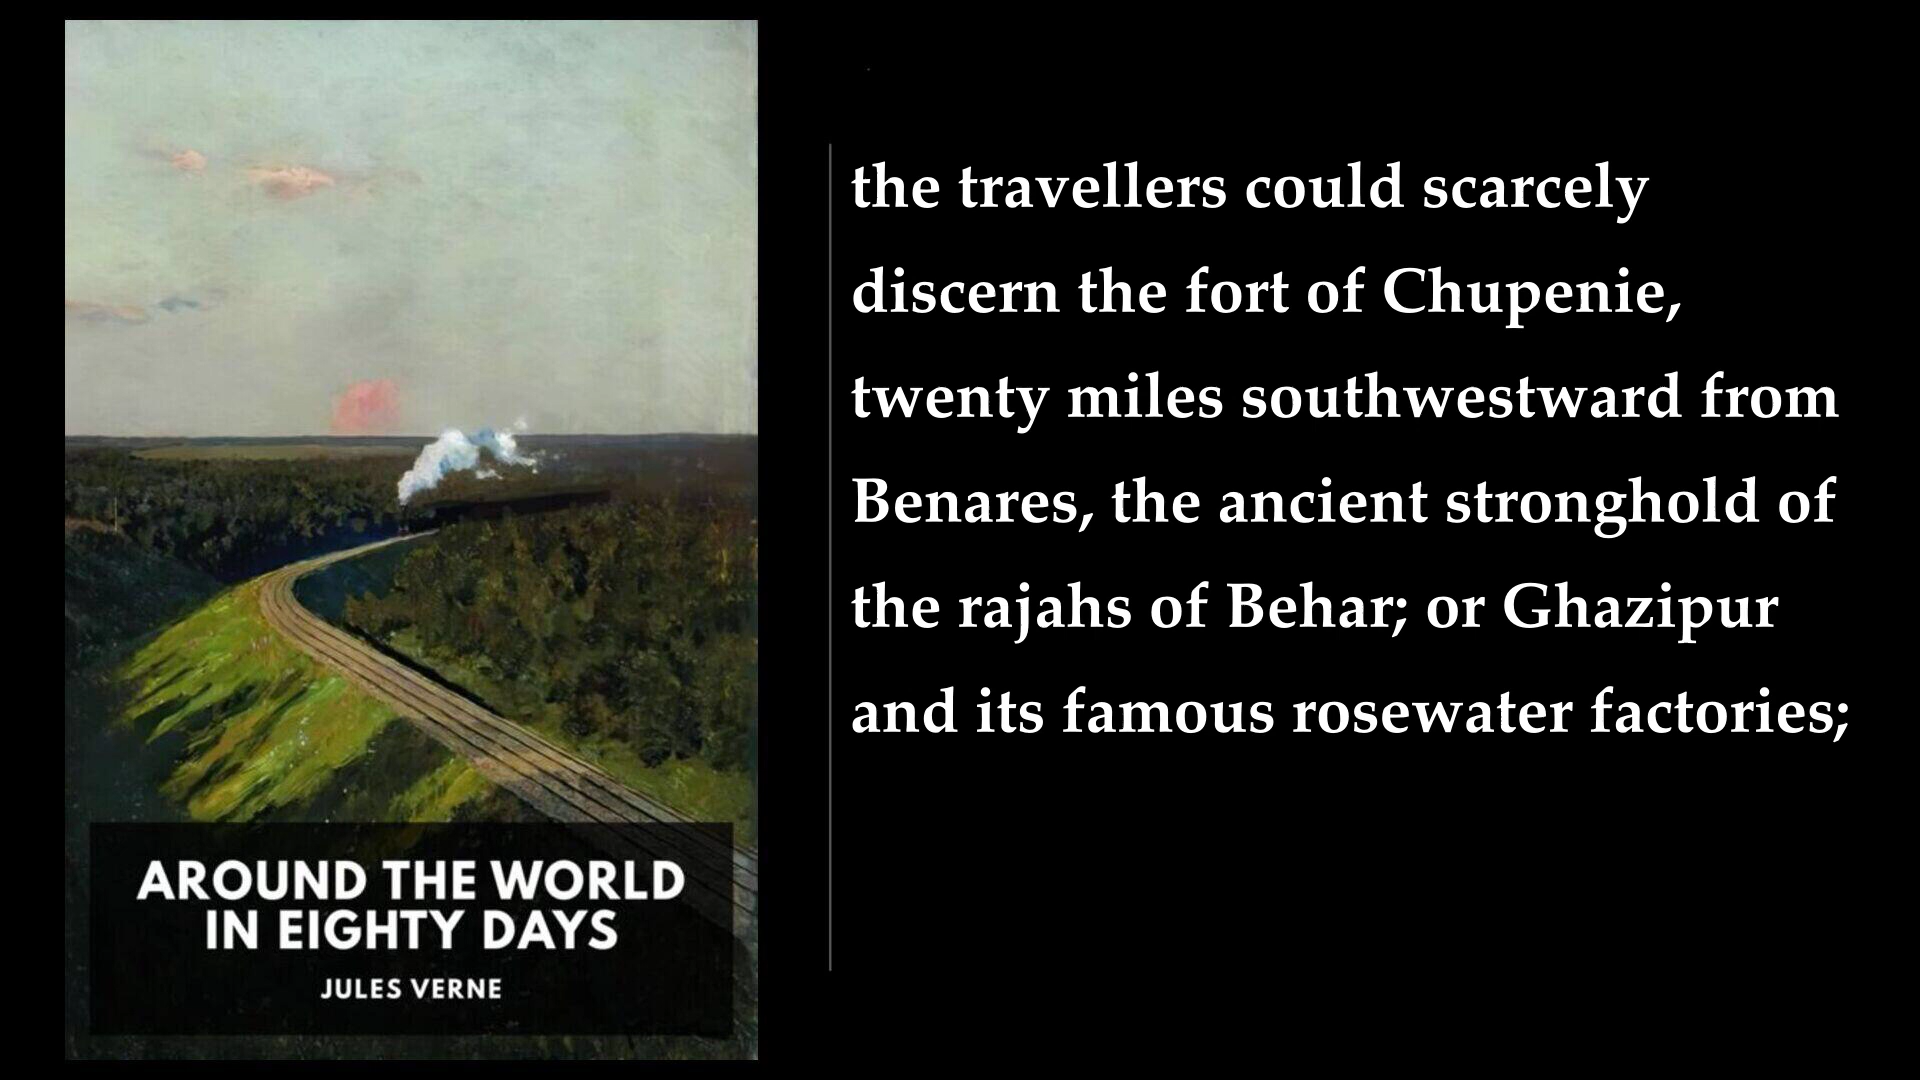 AROUND THE WORLD
IN EIGHTY DAYS
JULES VERNE
the travellers could scarcely
discern the fort of Chupenie,
twenty miles southwestward from
Benares, the ancient stronghold of
the rajahs of Behar; or Ghazipur
and its famous rosewater factories;